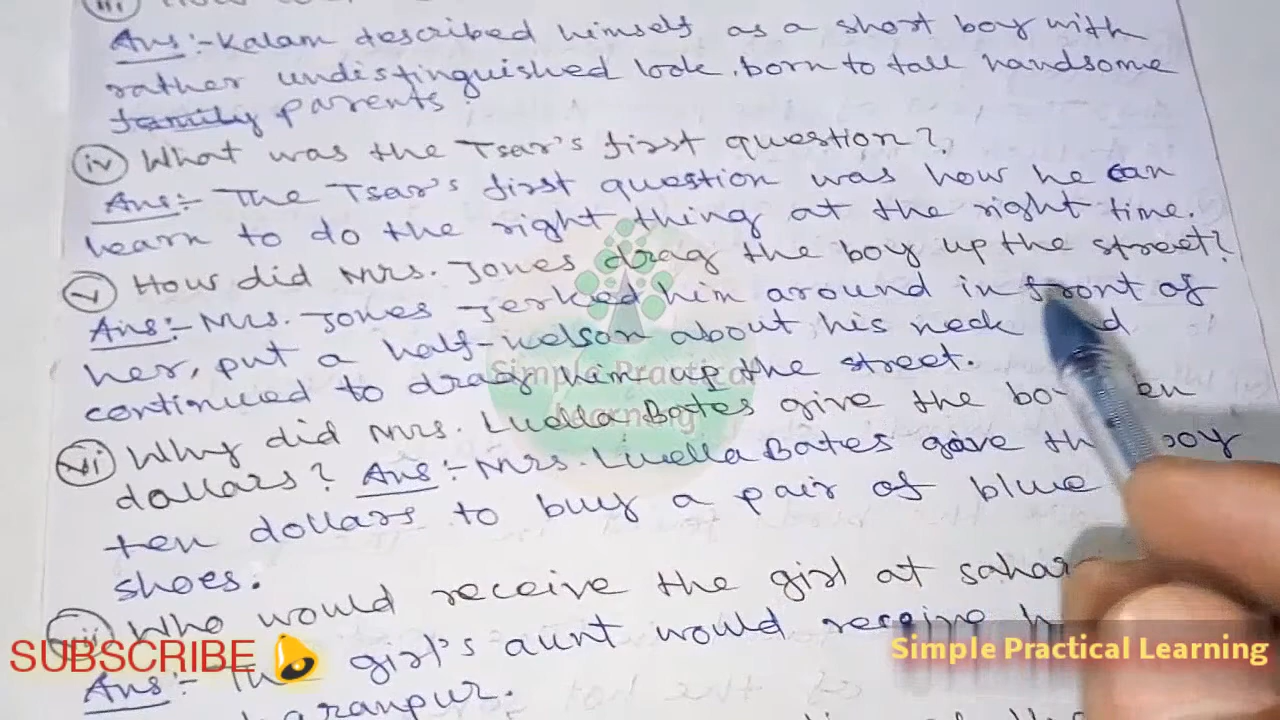 iii
Ans:- Kalam described himself as a short boy with
rather undistinguished look, born to tall handsome
family parents.
iv What was the Tsar's first question?
Ans:- The Tsar's first question was how he can
learn to do the right thing at the right time.
v How did Mrs. Jones drag the boy up the street?
Ans:- Mrs. Jones Jerked him around in front of
her, put a half-nelson about his neck
continued to drag him up the street.
vi Why did Mrs. Luella Bates give the
dollars? Ans:- Mrs. Luella Bates gave the boy
ten dollars to buy a pair of blue
shoes.
Who would receive the girl at
Ans:- girl's aunt would receive
Simple Practical
Learning
SUBSCRIBE
Simple Practical Learning